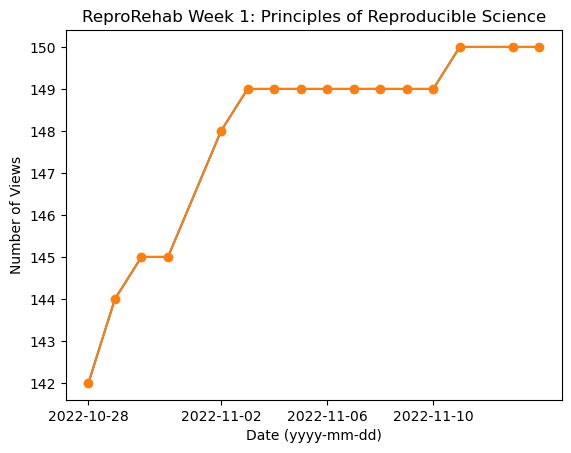 ReproRehab Week 1: Principles of Reproducible Science
150
149
148
147
146
145
144
143
142
Number of Views
2022-10-28 2022-11-02 2022-11-06 2022-11-10
Date (yyyy-mm-dd)